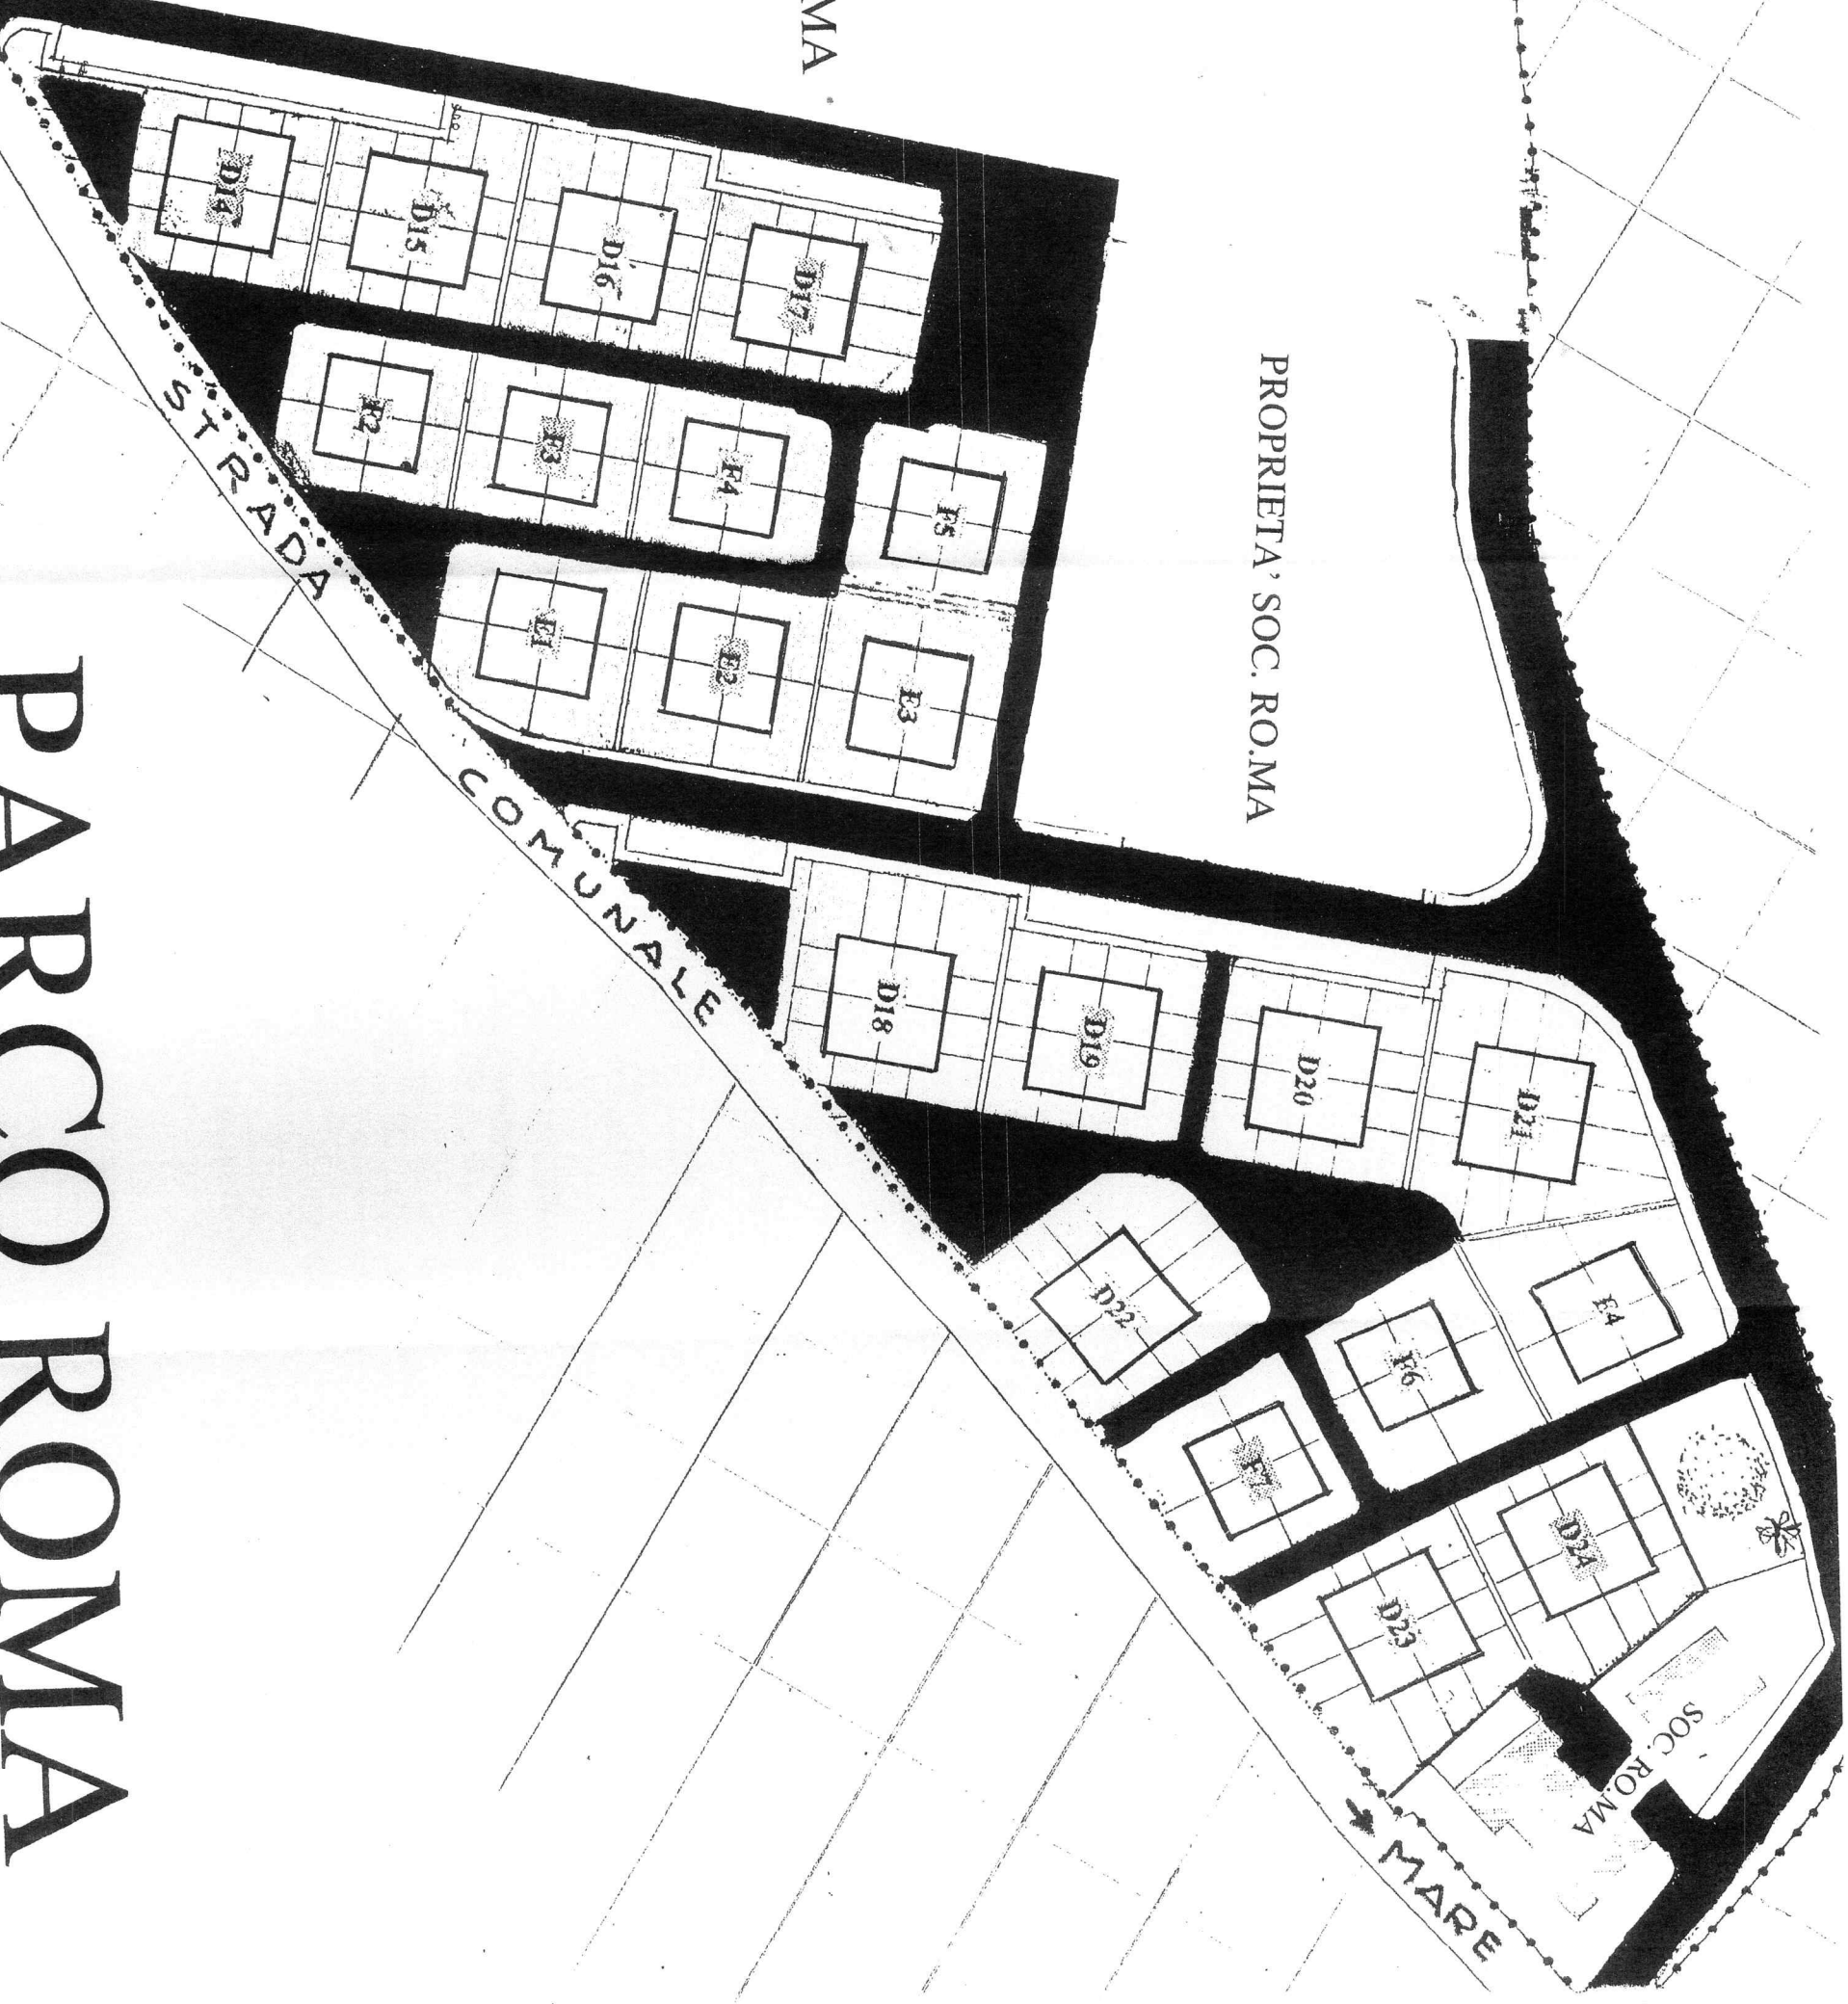 MA
PROPRIETA' SOC. RO.MA
D14
D15
D16
D17
F2
F3
F4
F5
E1
E2
E3
STRADA COMUNALE
D18
D19
D20
D21
D22
E4
F6
F7
D24
D23
SOC. RO.MA
→ MARE
PARCO ROMA